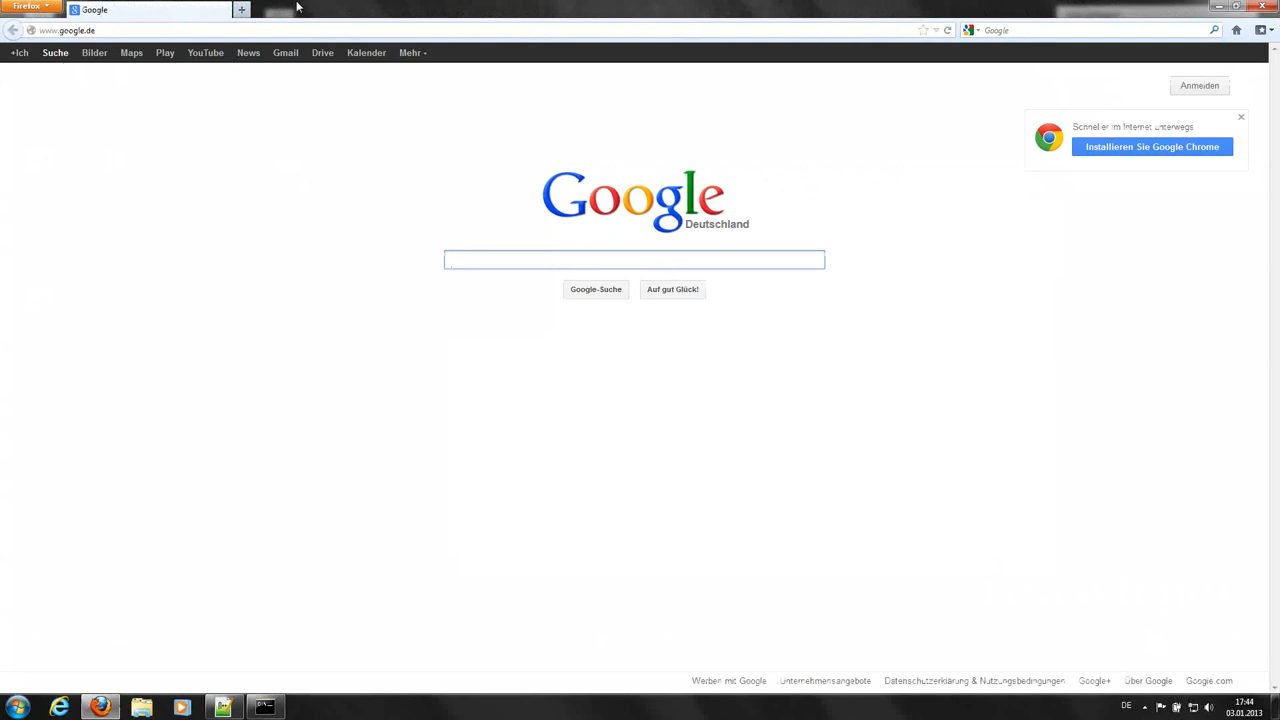 Firefox
Google
www.google.de
Google
+Ich Suche Bilder Maps Play YouTube News Gmail Drive Kalender Mehr
Anmelden
Schneller im Internet unterwegs
Installieren Sie Google Chrome
Google
Deutschland
Google-Suche Auf gut Glück!
Werben mit Google Unternehmensangebote Datenschutzerklärung & Nutzungsbedingungen Google+ Über Google Google.com
DE
17:44
03.01.2013